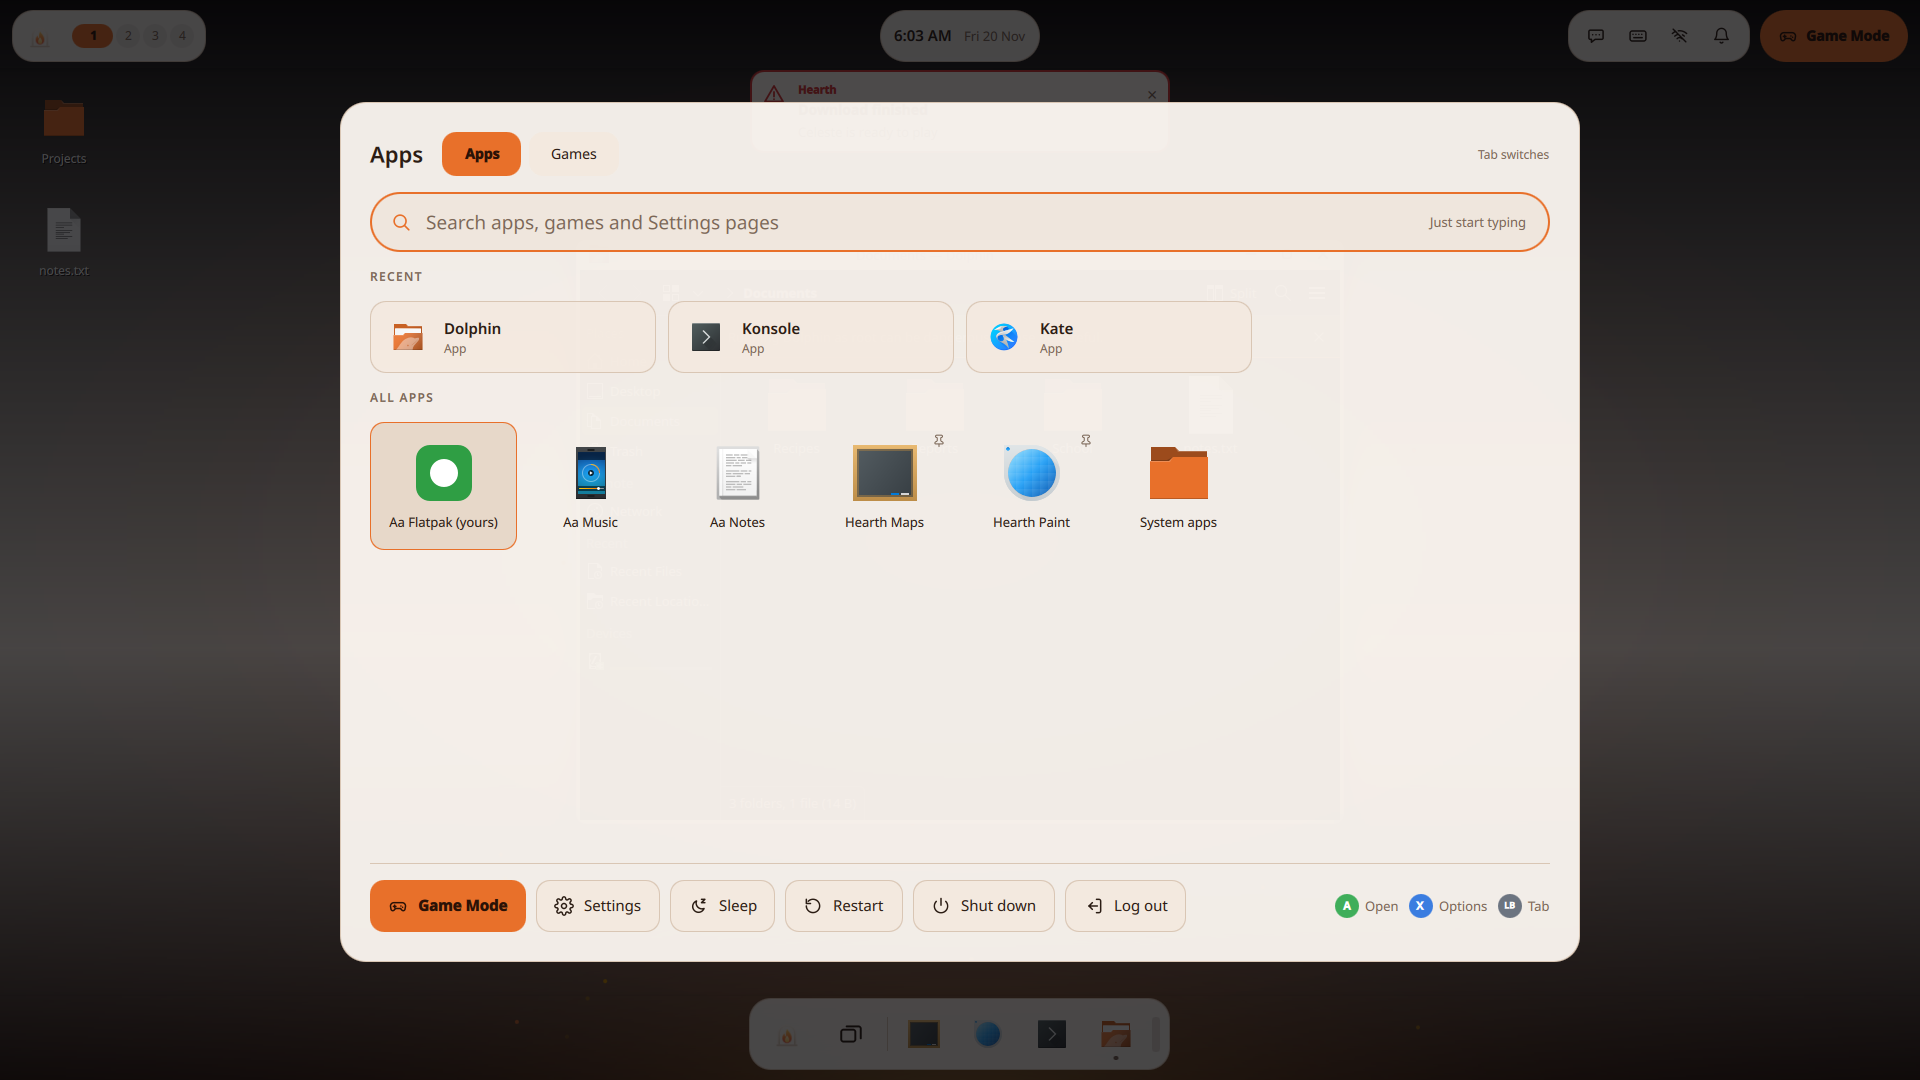 1 2 3 4
6:03 AM Fri 20 Nov
Game Mode
Hearth
Projects
notes.txt
Apps
Apps
Games
Tab switches
Search apps, games and Settings pages
Just start typing
RECENT
Dolphin
App
Konsole
App
Kate
App
ALL APPS
Aa Flatpak (yours)
Aa Music
Aa Notes
Hearth Maps
Hearth Paint
System apps
Game Mode
Settings
Sleep
Restart
Shut down
Log out
A Open
X Options
LB Tab